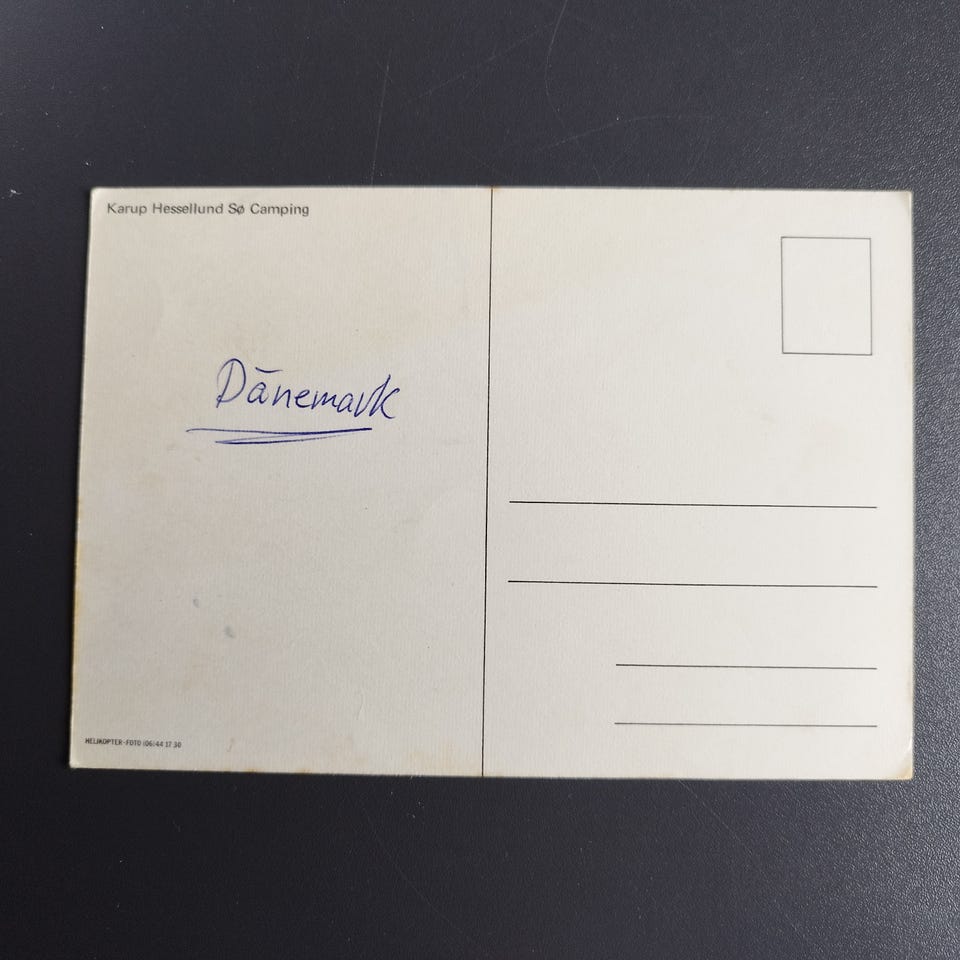 Karup Hessellund Sø Camping
Dänemark
HELIKOPTER-FOTO (06) 44 17 30